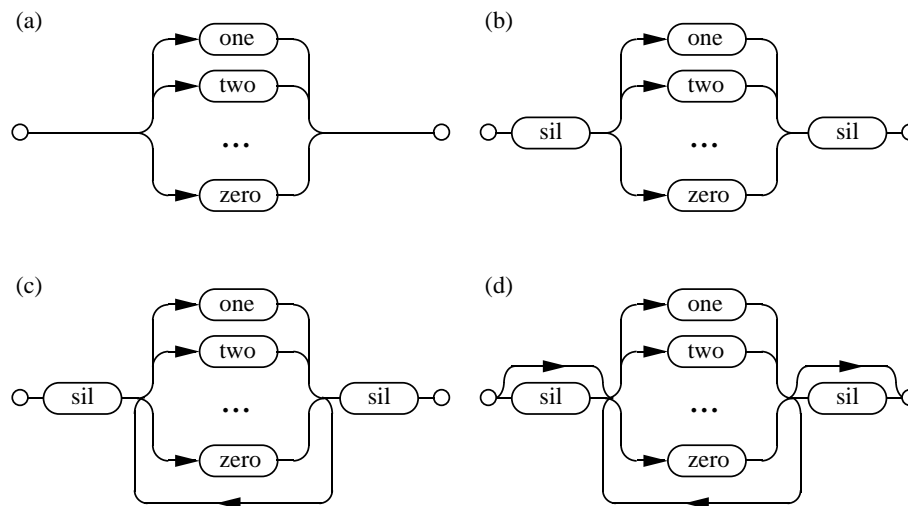 (a)
one
two
...
zero
(b)
one
two
sil
sil
...
zero
(c)
one
two
sil
sil
...
zero
(d)
one
two
sil
sil
...
zero